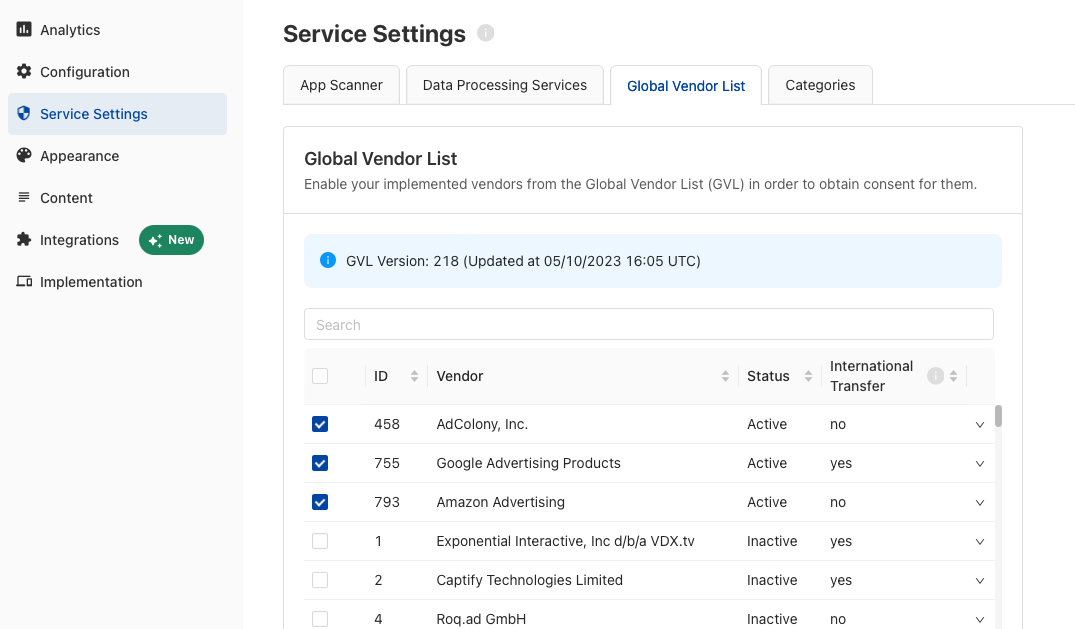 Analytics
Configuration
Service Settings
Appearance
Content
Integrations New
Implementation
Service Settings
App Scanner Data Processing Services Global Vendor List Categories
Global Vendor List
Enable your implemented vendors from the Global Vendor List (GVL) in order to obtain consent for them.
GVL Version: 218 (Updated at 05/10/2023 16:05 UTC)
Search
ID Vendor Status International Transfer
458 AdColony, Inc. Active no
755 Google Advertising Products Active yes
793 Amazon Advertising Active no
1 Exponential Interactive, Inc d/b/a VDX.tv Inactive yes
2 Captify Technologies Limited Inactive yes
4 Roq.ad GmbH Inactive no